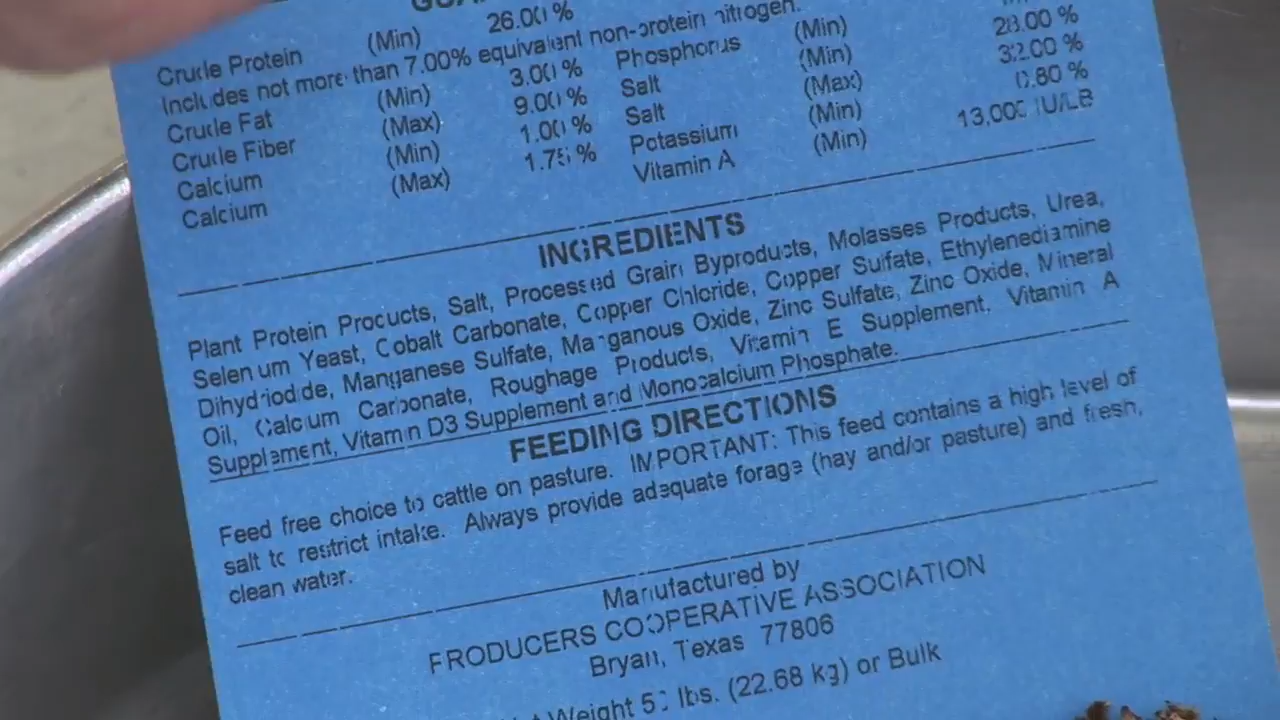 Crude Protein (Min) 26.00 %
Includes not more than 7.00% equivalent non-protein nitrogen.
Crude Fat (Min) 3.00 % Phosphorus (Min)
Crude Fiber (Max) 9.00 % Salt (Min) 28.00 %
Calcium (Min) 1.00 % Salt (Max) 32.00 %
Calcium (Max) 1.75 % Potassium (Min) 0.80 %
Vitamin A (Min) 13,000 IU/LB
INGREDIENTS
Plant Protein Products, Salt, Processed Grain Byproducts, Molasses Products, Urea,
Selenium Yeast, Cobalt Carbonate, Copper Chloride, Copper Sulfate, Ethylenediamine
Dihydriodide, Manganese Sulfate, Manganous Oxide, Zinc Sulfate, Zinc Oxide, Mineral
Oil, Calcium Carbonate, Roughage Products, Vitamin E Supplement, Vitamin A
Supplement, Vitamin D3 Supplement and Monocalcium Phosphate.
FEEDING DIRECTIONS
Feed free choice to cattle on pasture. IMPORTANT: This feed contains a high level of
salt to restrict intake. Always provide adequate forage (hay and/or pasture) and fresh,
clean water.
Manufactured by
PRODUCERS COOPERATIVE ASSOCIATION
Bryan, Texas 77806
Weight 50 lbs. (22.68 kg) or Bulk